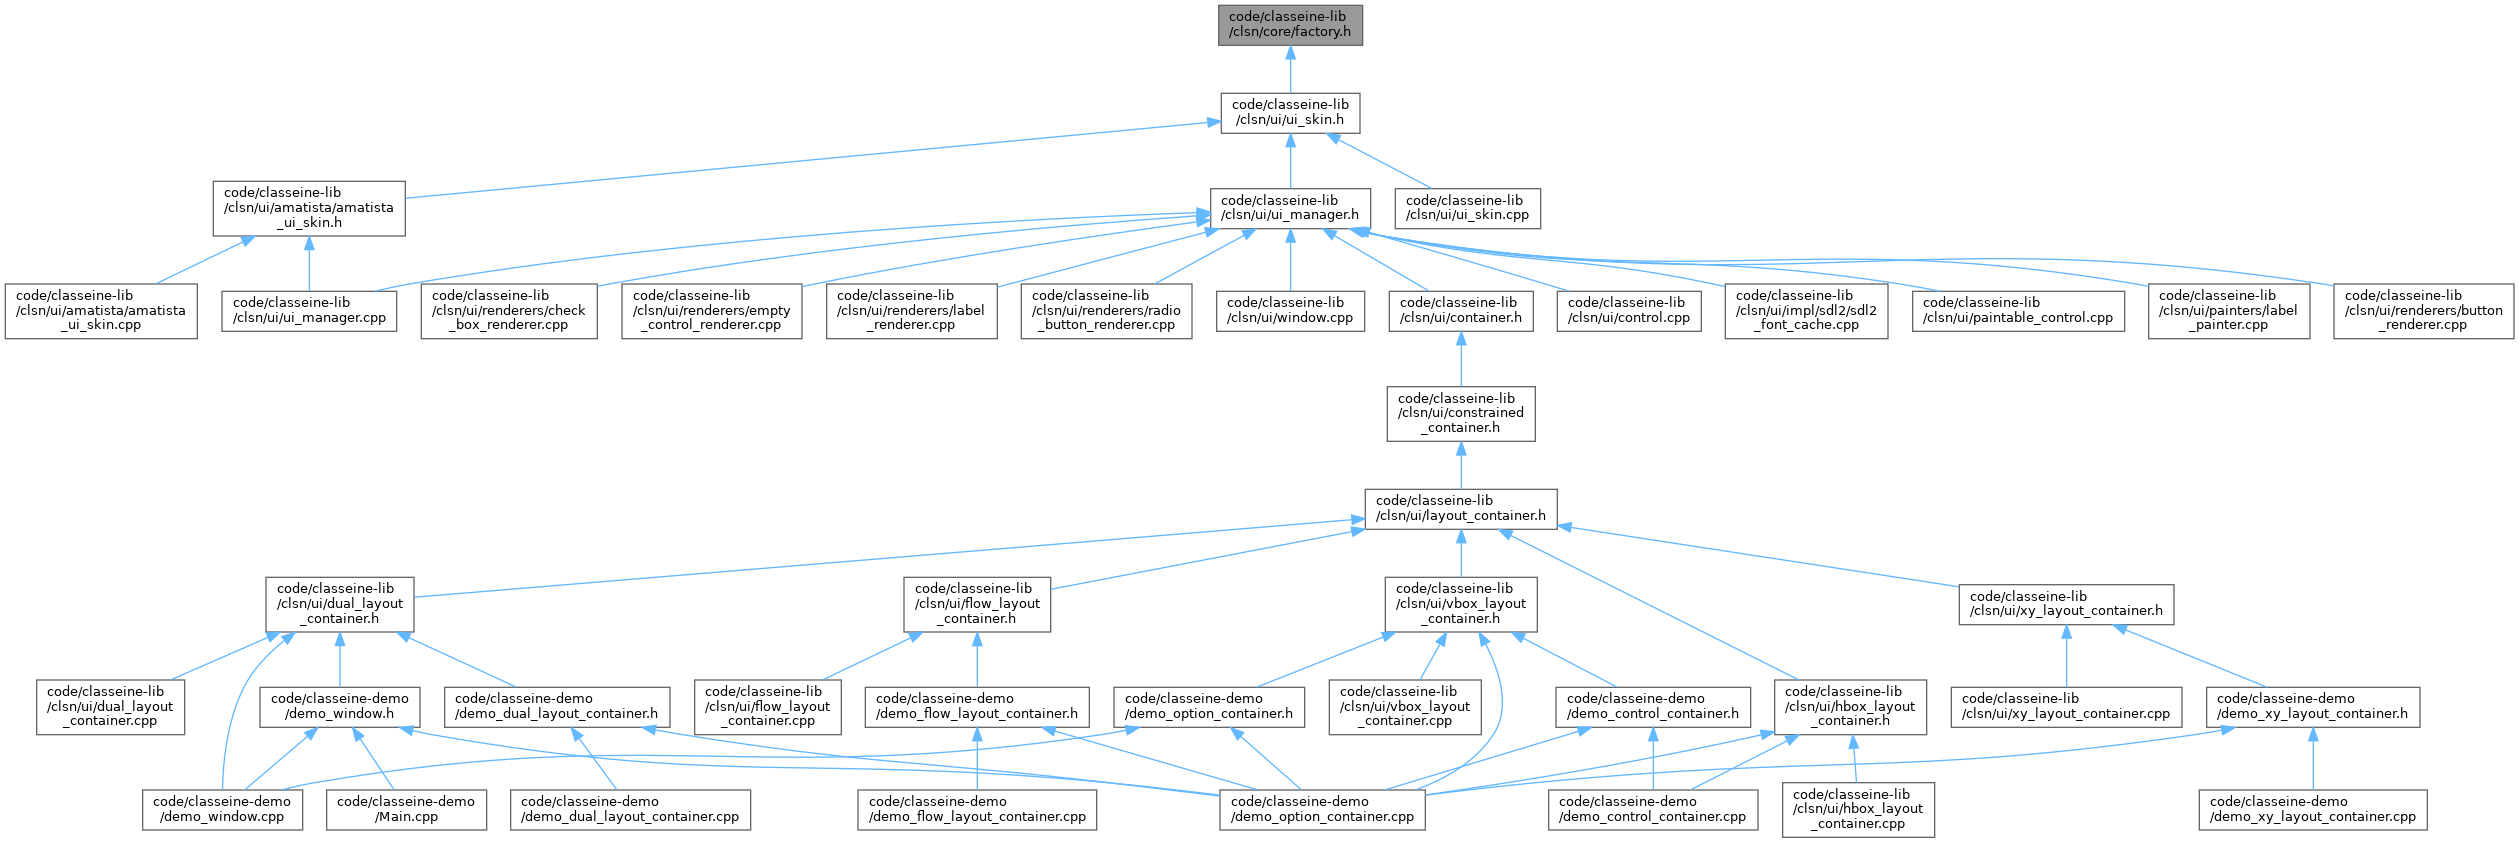 code/classeine-lib
/clsn/core/factory.h
code/classeine-lib
/clsn/ui/ui_skin.h
code/classeine-lib
/clsn/ui/amatista/amatista
_ui_skin.h
code/classeine-lib
/clsn/ui/ui_manager.h
code/classeine-lib
/clsn/ui/ui_skin.cpp
code/classeine-lib
/clsn/ui/amatista/amatista
_ui_skin.cpp
code/classeine-lib
/clsn/ui/ui_manager.cpp
code/classeine-lib
/clsn/ui/renderers/check
_box_renderer.cpp
code/classeine-lib
/clsn/ui/renderers/empty
_control_renderer.cpp
code/classeine-lib
/clsn/ui/renderers/label
_renderer.cpp
code/classeine-lib
/clsn/ui/renderers/radio
_button_renderer.cpp
code/classeine-lib
/clsn/ui/window.cpp
code/classeine-lib
/clsn/ui/container.h
code/classeine-lib
/clsn/ui/control.cpp
code/classeine-lib
/clsn/ui/impl/sdl2/sdl2
_font_cache.cpp
code/classeine-lib
/clsn/ui/paintable_control.cpp
code/classeine-lib
/clsn/ui/painters/label
_painter.cpp
code/classeine-lib
/clsn/ui/renderers/button
_renderer.cpp
code/classeine-lib
/clsn/ui/constrained
_container.h
code/classeine-lib
/clsn/ui/layout_container.h
code/classeine-lib
/clsn/ui/dual_layout
_container.h
code/classeine-lib
/clsn/ui/flow_layout
_container.h
code/classeine-lib
/clsn/ui/vbox_layout
_container.h
code/classeine-lib
/clsn/ui/xy_layout_container.h
code/classeine-lib
/clsn/ui/dual_layout
_container.cpp
code/classeine-demo
/demo_window.h
code/classeine-demo
/demo_dual_layout_container.h
code/classeine-lib
/clsn/ui/flow_layout
_container.cpp
code/classeine-demo
/demo_flow_layout_container.h
code/classeine-demo
/demo_option_container.h
code/classeine-lib
/clsn/ui/vbox_layout
_container.cpp
code/classeine-demo
/demo_control_container.h
code/classeine-lib
/clsn/ui/hbox_layout
_container.h
code/classeine-lib
/clsn/ui/xy_layout_container.cpp
code/classeine-demo
/demo_xy_layout_container.h
code/classeine-demo
/demo_window.cpp
code/classeine-demo
/Main.cpp
code/classeine-demo
/demo_dual_layout_container.cpp
code/classeine-demo
/demo_flow_layout_container.cpp
code/classeine-demo
/demo_option_container.cpp
code/classeine-demo
/demo_control_container.cpp
code/classeine-lib
/clsn/ui/hbox_layout
_container.cpp
code/classeine-demo
/demo_xy_layout_container.cpp